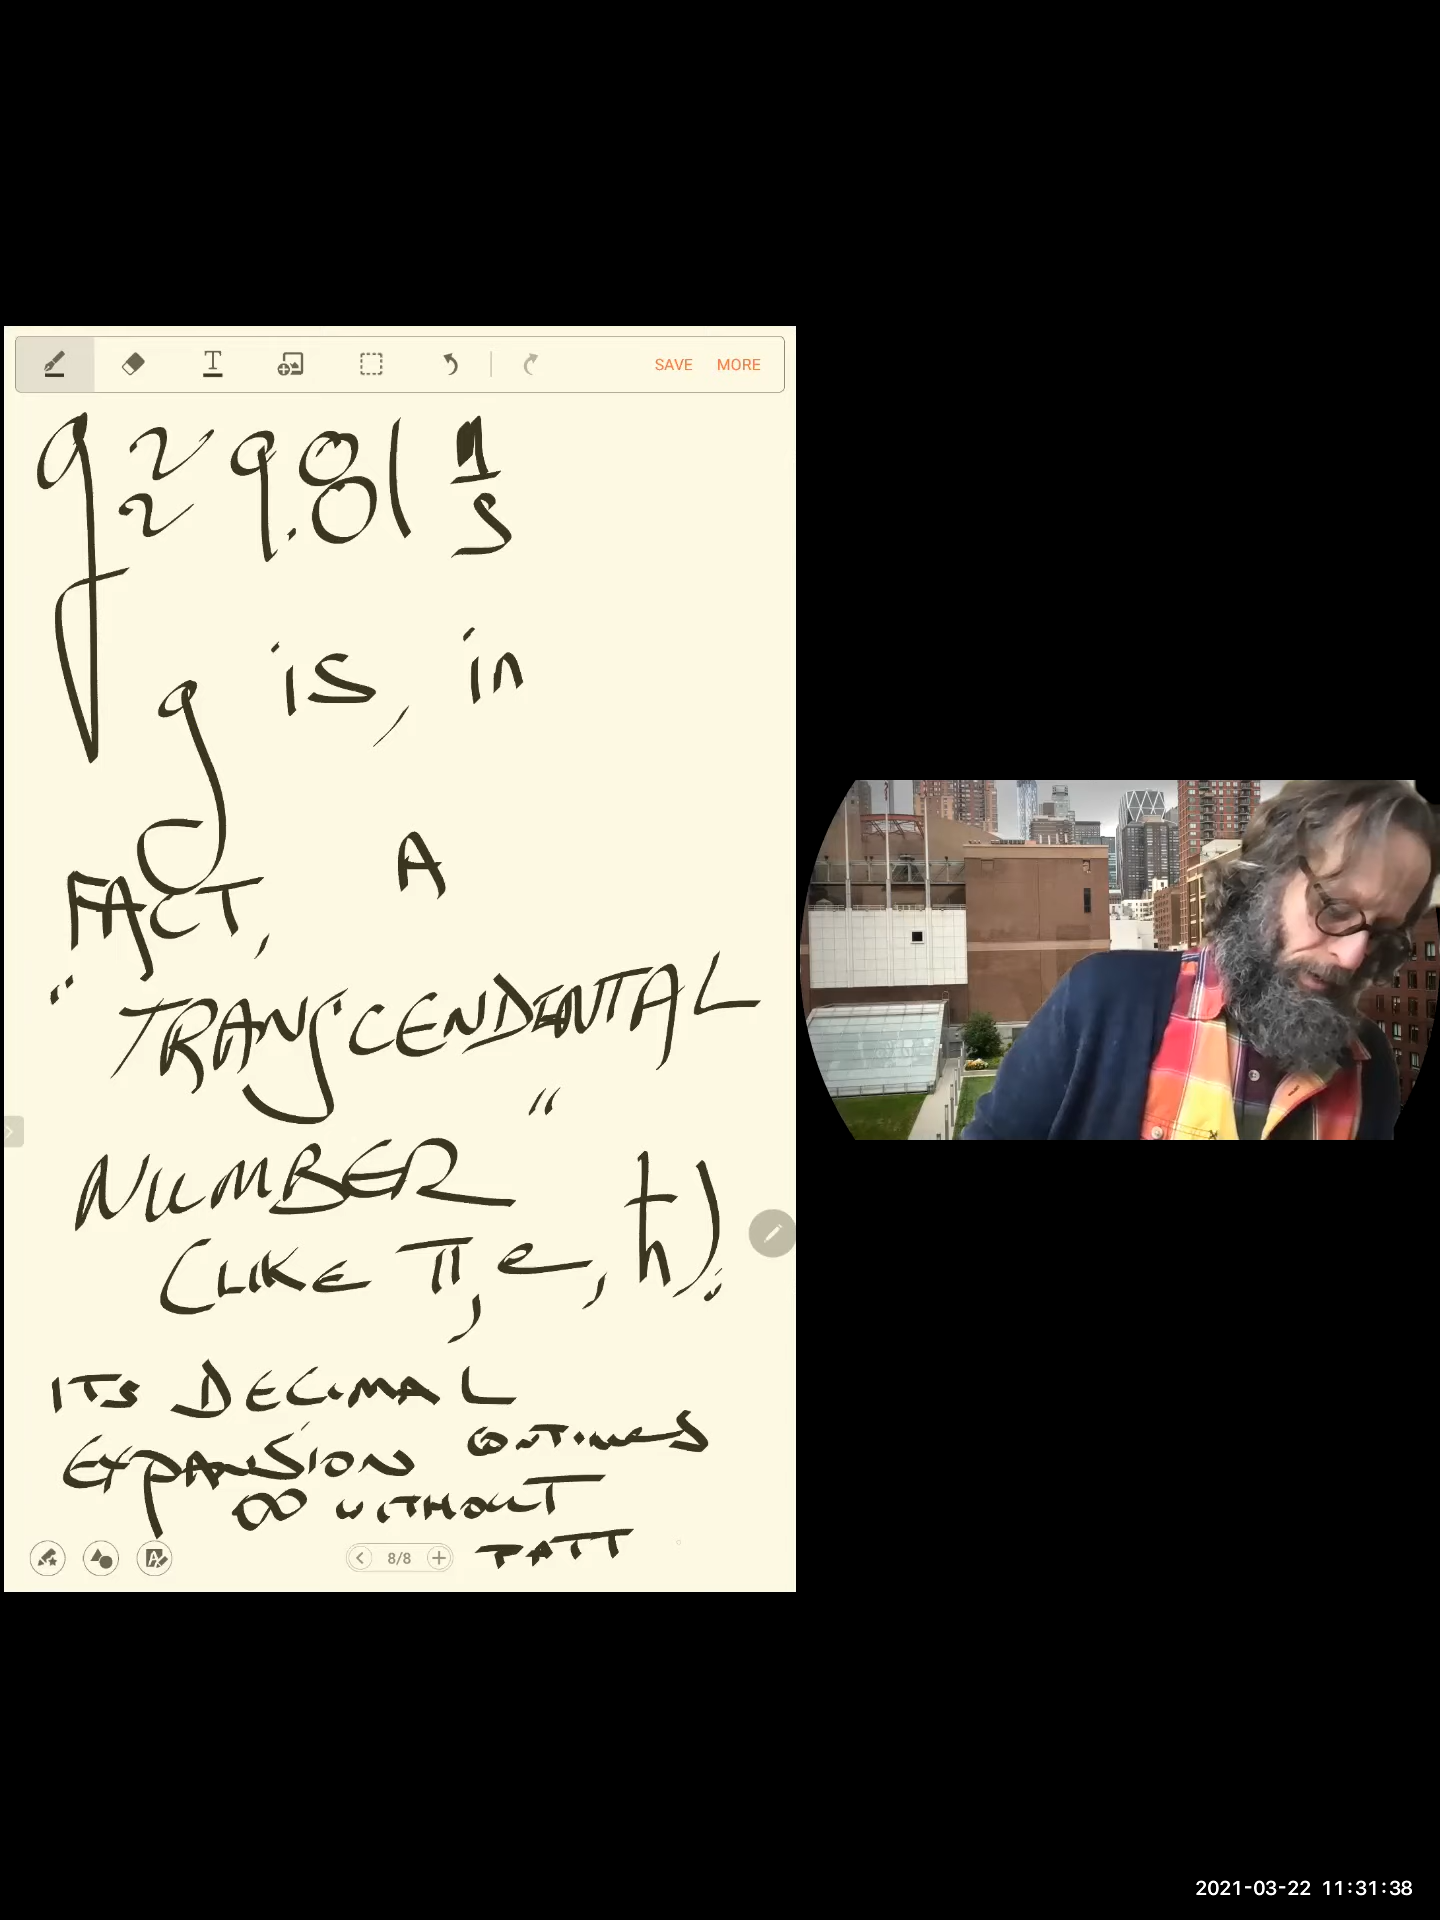 SAVE MORE
g ≈ 9.81 m/s
g is, in
FACT, A
"TRANSCENDENTAL
NUMBER"
(LIKE π, e, ħ);
ITS DECIMAL
EXPANSION CONTINUES
∞ WITHOUT
PATT
8/8
2021-03-22 11:31:38